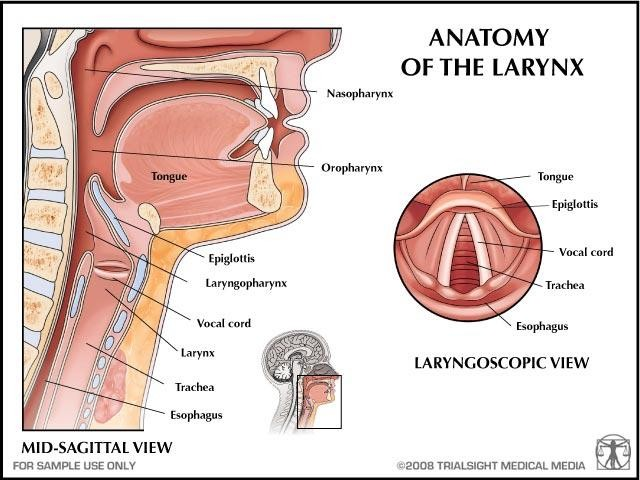 ANATOMY
OF THE LARYNX
Nasopharynx
Oropharynx
Tongue
Epiglottis
Laryngopharynx
Vocal cord
Larynx
Trachea
Esophagus
Tongue
Epiglottis
Vocal cord
Trachea
Esophagus
LARYNGOSCOPIC VIEW
MID-SAGITTAL VIEW
FOR SAMPLE USE ONLY
©2008 TRIALSIGHT MEDICAL MEDIA